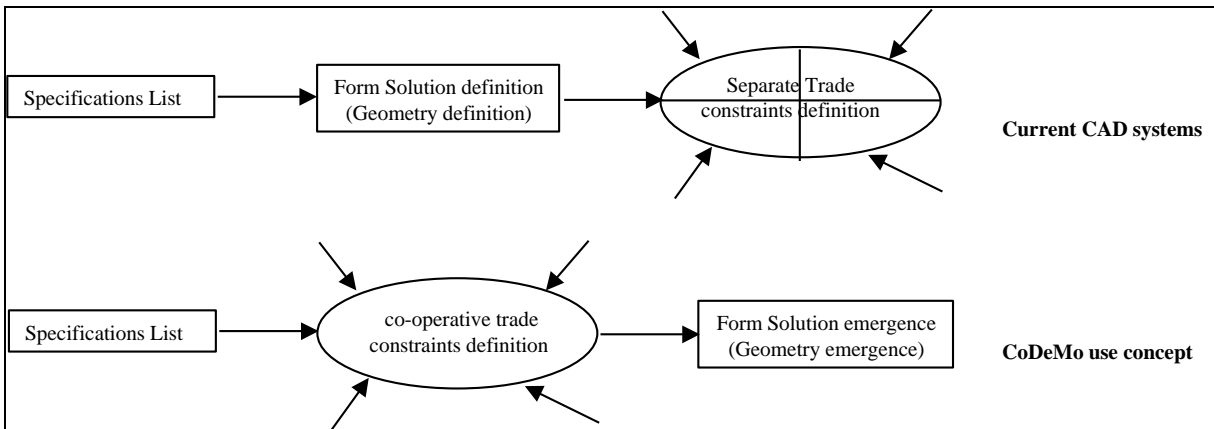 Specifications List
Form Solution definition
(Geometry definition)
Separate Trade
constraints definition
Current CAD systems
Specifications List
co-operative trade
constraints definition
Form Solution emergence
(Geometry emergence)
CoDeMo use concept